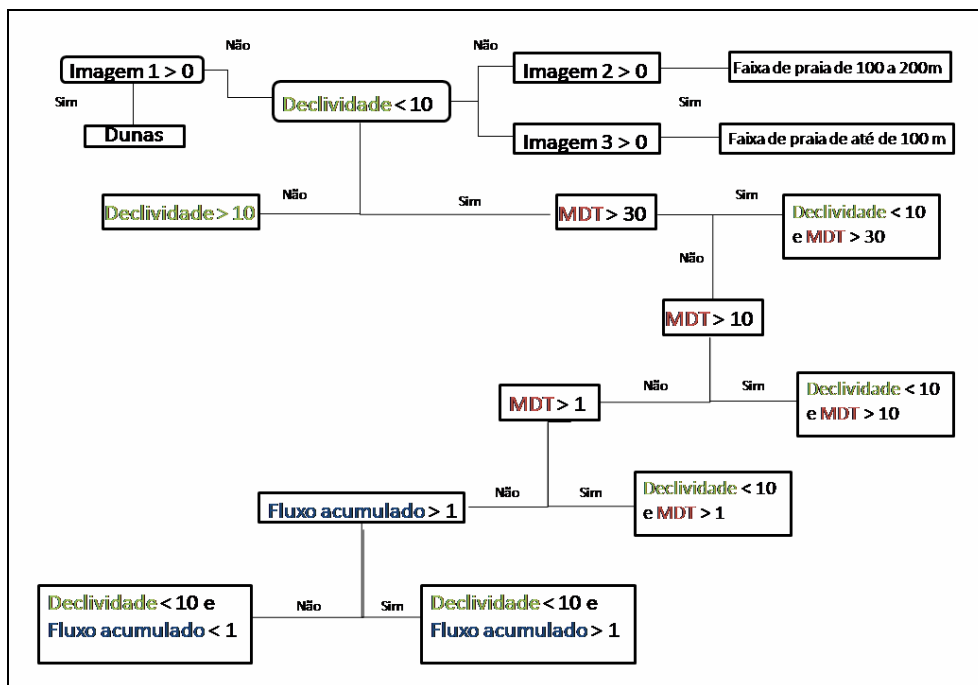 Não
Não
Imagem 1 > 0
Imagem 2 > 0
Faixa de praia de 100 a 200m
Sim
Declividade < 10
Sim
Dunas
Imagem 3 > 0
Faixa de praia de até de 100 m
Não
Sim
Sim
Declividade > 10
MDT > 30
Declividade < 10
e MDT > 30
Não
MDT > 10
Não
Sim
Declividade < 10
e MDT > 10
MDT > 1
Não
Sim
Declividade < 10
e MDT > 1
Fluxo acumulado > 1
Declividade < 10 e
Fluxo acumulado < 1
Não
Sim
Declividade < 10 e
Fluxo acumulado > 1